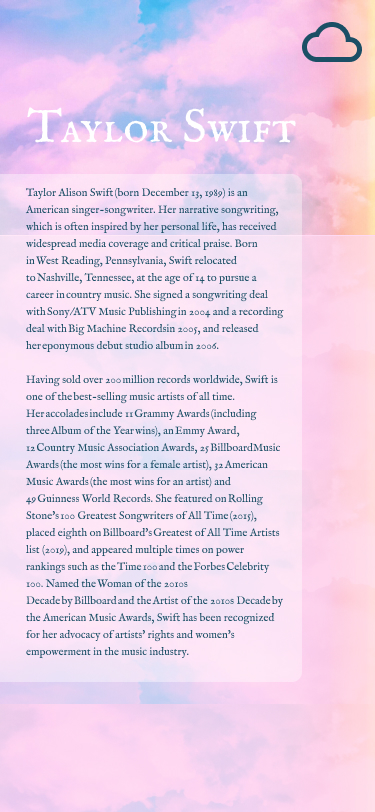 Taylor Swift
Taylor Alison Swift (born December 13, 1989) is an
American singer-songwriter. Her narrative songwriting,
which is often inspired by her personal life, has received
widespread media coverage and critical praise. Born
in West Reading, Pennsylvania, Swift relocated
to Nashville, Tennessee, at the age of 14 to pursue a
career in country music. She signed a songwriting deal
with Sony/ATV Music Publishing in 2004 and a recording
deal with Big Machine Records in 2005, and released
her eponymous debut studio album in 2006.
Having sold over 200 million records worldwide, Swift is
one of the best-selling music artists of all time.
Her accolades include 11 Grammy Awards (including
three Album of the Year wins), an Emmy Award,
12 Country Music Association Awards, 25 Billboard Music
Awards (the most wins for a female artist), 32 American
Music Awards (the most wins for an artist) and
49 Guinness World Records. She featured on Rolling
Stone's 100 Greatest Songwriters of All Time (2015),
placed eighth on Billboard's Greatest of All Time Artists
list (2019), and appeared multiple times on power
rankings such as the Time 100 and the Forbes Celebrity
100. Named the Woman of the 2010s
Decade by Billboard and the Artist of the 2010s Decade by
the American Music Awards, Swift has been recognized
for her advocacy of artists' rights and women's
empowerment in the music industry.